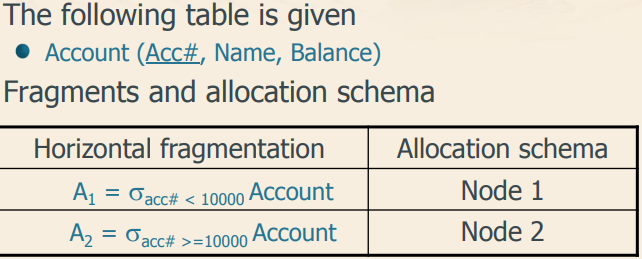 The following table is given
● Account (Acc#, Name, Balance)
Fragments and allocation schema
Horizontal fragmentation Allocation schema
A₁ = σacc# < 10000 Account Node 1
A₂ = σacc# >=10000 Account Node 2